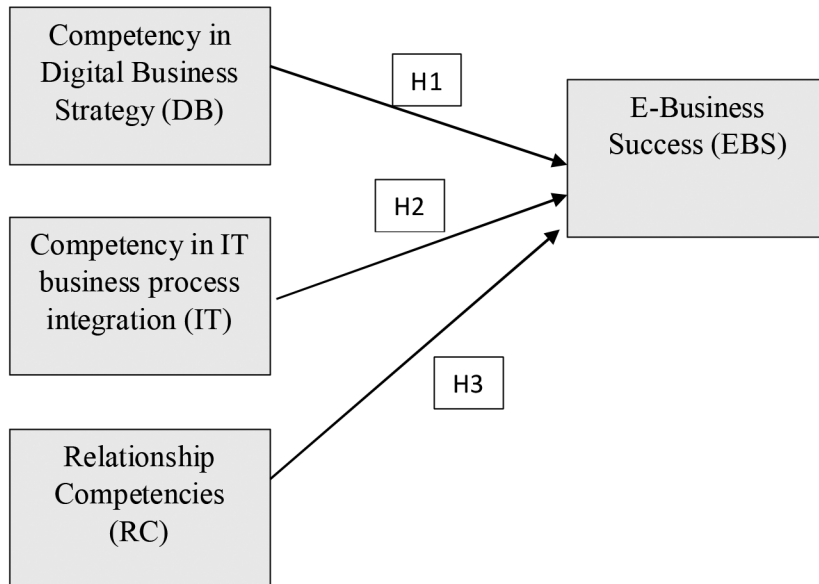 Competency in
Digital Business
Strategy (DB)
H1
E-Business
Success (EBS)
H2
Competency in IT
business process
integration (IT)
H3
Relationship
Competencies
(RC)